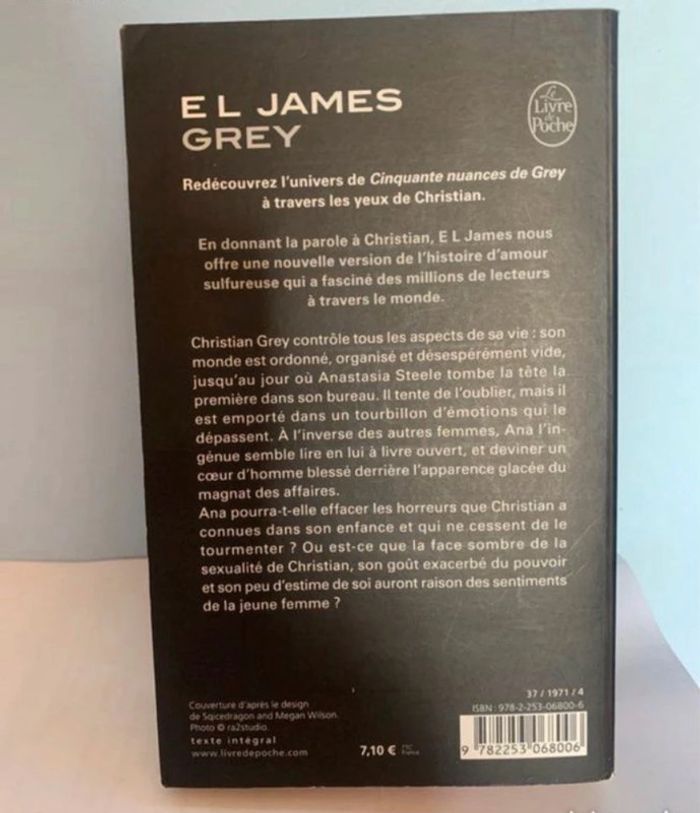 E L JAMES
GREY
Le
Livre
de
Poche
Redécouvrez l'univers de Cinquante nuances de Grey
à travers les yeux de Christian.
En donnant la parole à Christian, E L James nous
offre une nouvelle version de l'histoire d'amour
sulfureuse qui a fasciné des millions de lecteurs
à travers le monde.
Christian Grey contrôle tous les aspects de sa vie : son
monde est ordonné, organisé et désespérément vide,
jusqu'au jour où Anastasia Steele tombe la tête la
première dans son bureau. Il tente de l'oublier, mais il
est emporté dans un tourbillon d'émotions qui le
dépassent. À l'inverse des autres femmes, Ana l'in-
génue semble lire en lui à livre ouvert, et deviner un
cœur d'homme blessé derrière l'apparence glacée du
magnat des affaires.
Ana pourra-t-elle effacer les horreurs que Christian a
connues dans son enfance et qui ne cessent de le
tourmenter ? Ou est-ce que la face sombre de la
sexualité de Christian, son goût exacerbé du pouvoir
et son peu d'estime de soi auront raison des sentiments
de la jeune femme ?
Couverture d'après le design
de Sqicedragon and Megan Wilson.
Photo © ra2studio.
texte intégral
www.livredepoche.com
7,10 €
France
37 / 1971 / 4
ISBN : 978-2-253-06800-6
9 782253 068006